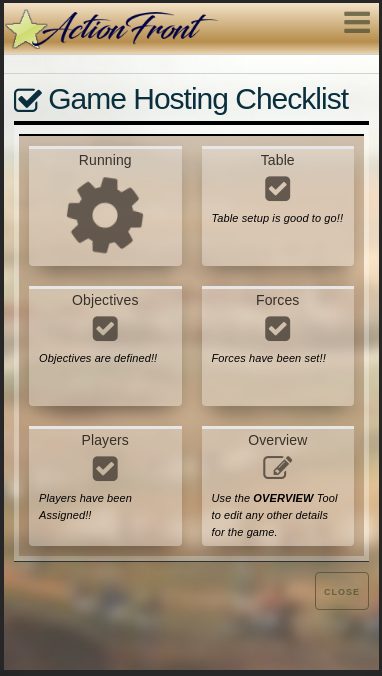 ActionFront
Game Hosting Checklist
Running
Table
Table setup is good to go!!
Objectives
Objectives are defined!!
Forces
Forces have been set!!
Players
Players have been
Assigned!!
Overview
Use the OVERVIEW Tool
to edit any other details
for the game.
CLOSE